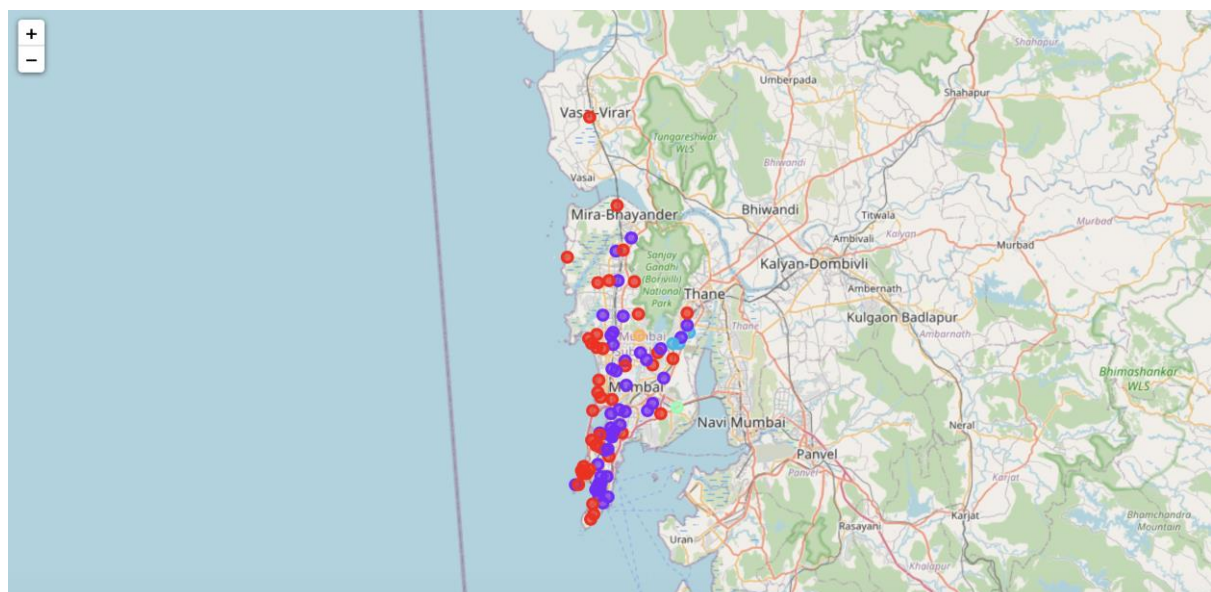 +
−
Shahapur
Umberpada
Shahapur
Vasai-Virar
Tungareshwar
WLS
Bhiwandi
Vasai
Mira-Bhayander
Bhiwandi
Titwala
Murbad
Ambivali
Kalyan
Murbad
Sanjay
Gandhi
(Borivili)
National
Park
Kalyan-Dombivli
Thane
Ambernath
Kulgaon Badlapur
Thane
Ambarnath
Mumbai
Bhimashankar
WLS
Mumbai
Navi Mumbai
Neral
Panvel
Panvel
Karjat
Karjat
Bhamchandra
Mountain
Rasayani
Uran
Khalapur